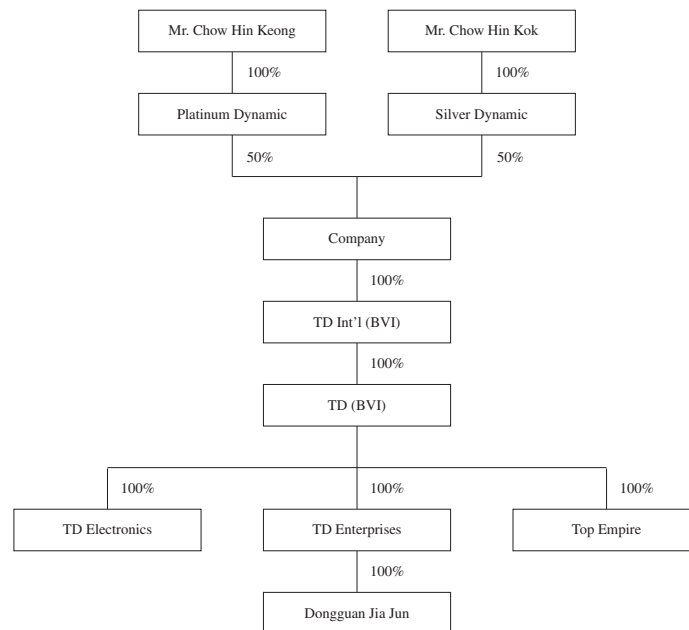 Mr. Chow Hin Keong
Mr. Chow Hin Kok
100%
100%
Platinum Dynamic
Silver Dynamic
50%
50%
Company
100%
TD Int'l (BVI)
100%
TD (BVI)
100%
100%
100%
TD Electronics
TD Enterprises
Top Empire
100%
Dongguan Jia Jun